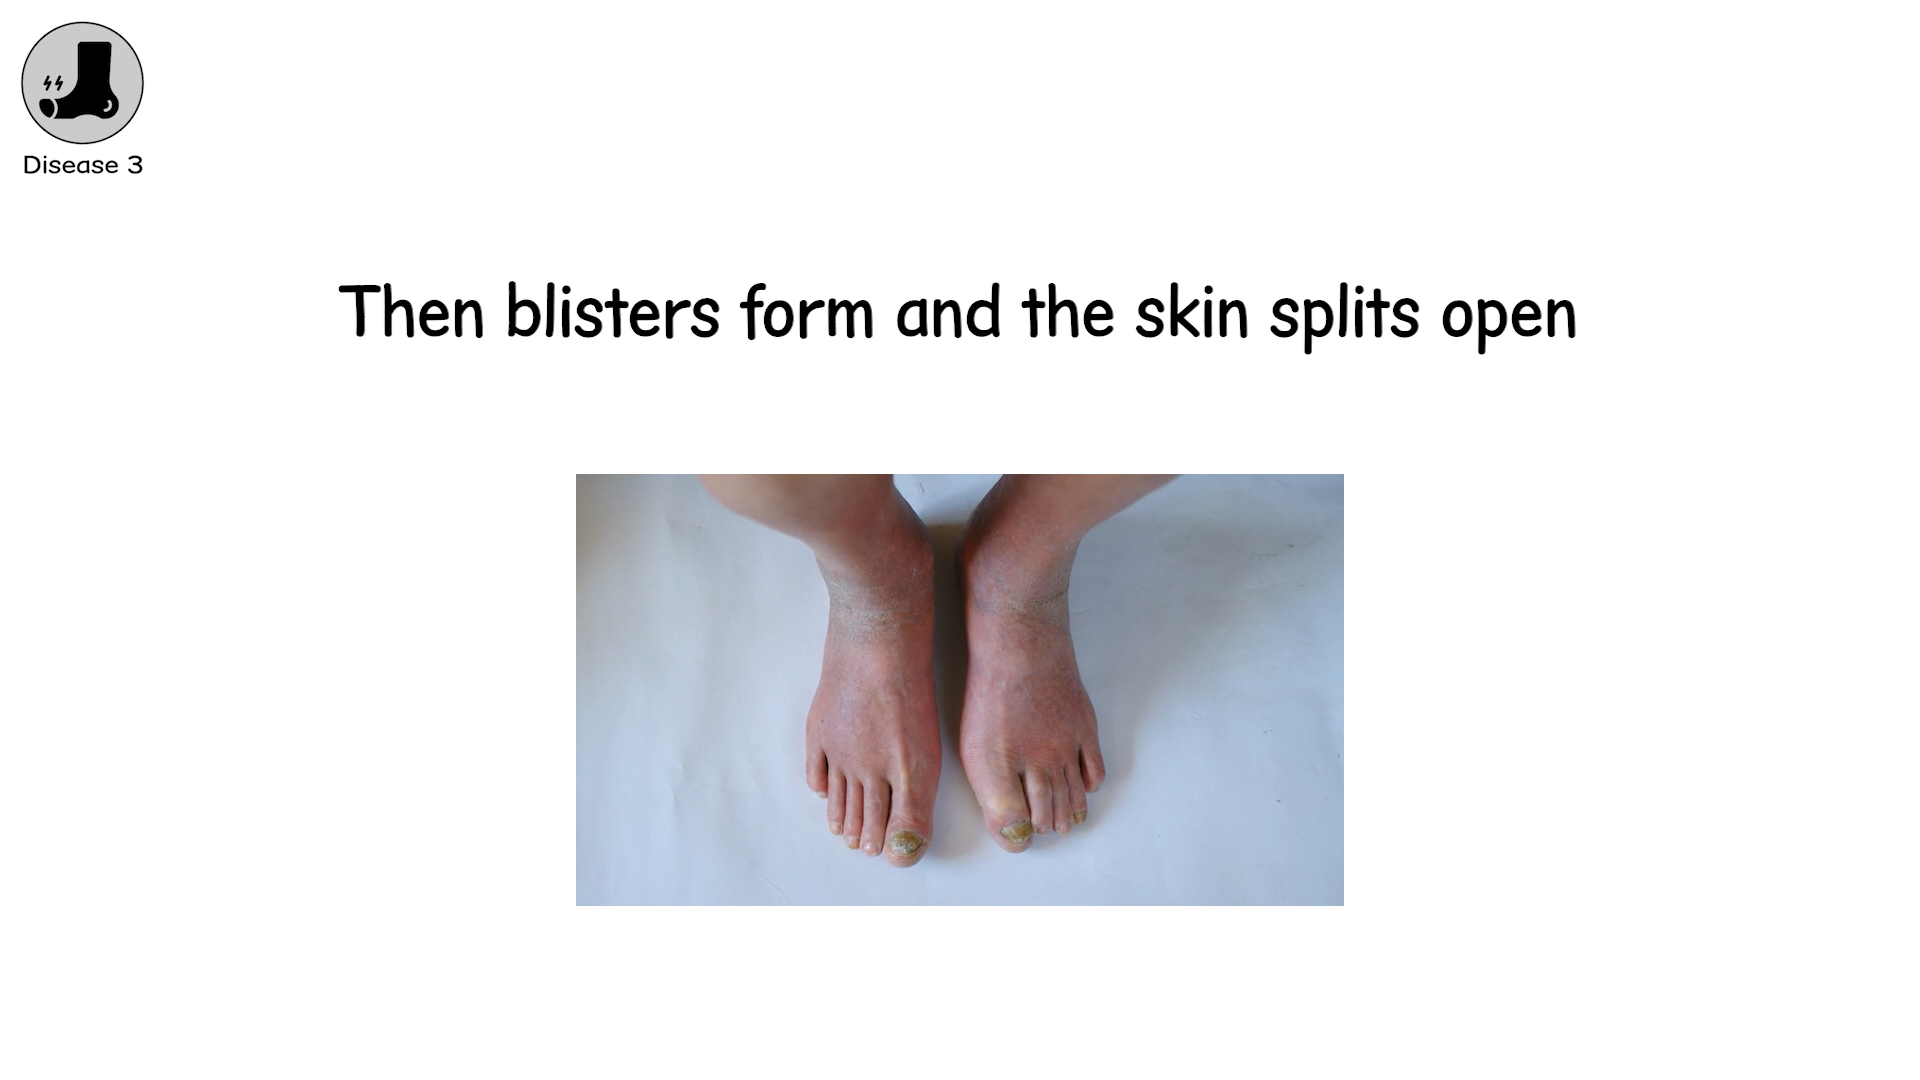 Disease 3
Then blisters form and the skin splits open